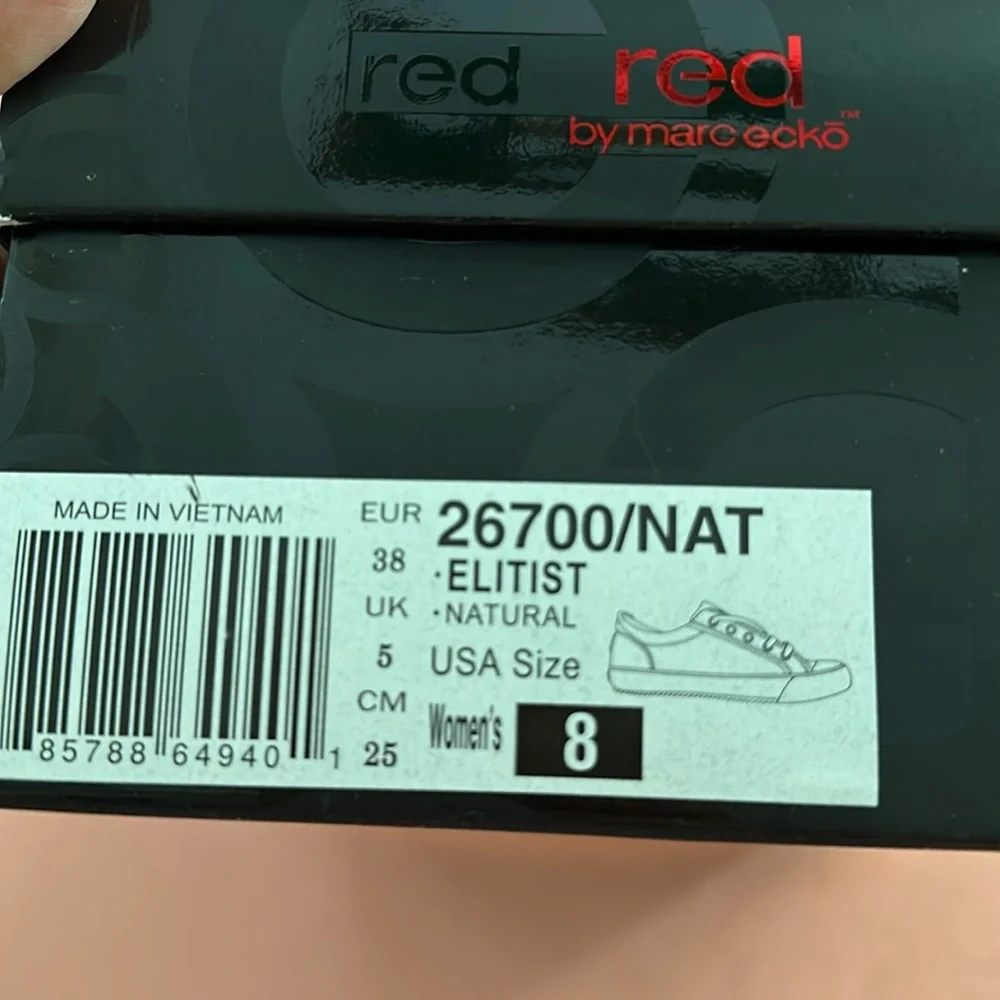 red
red
by marc eckō™
MADE IN VIETNAM
85788 64940 1
EUR
38
UK
5
CM
25
26700/NAT
·ELITIST
·NATURAL
USA Size
Women's 8